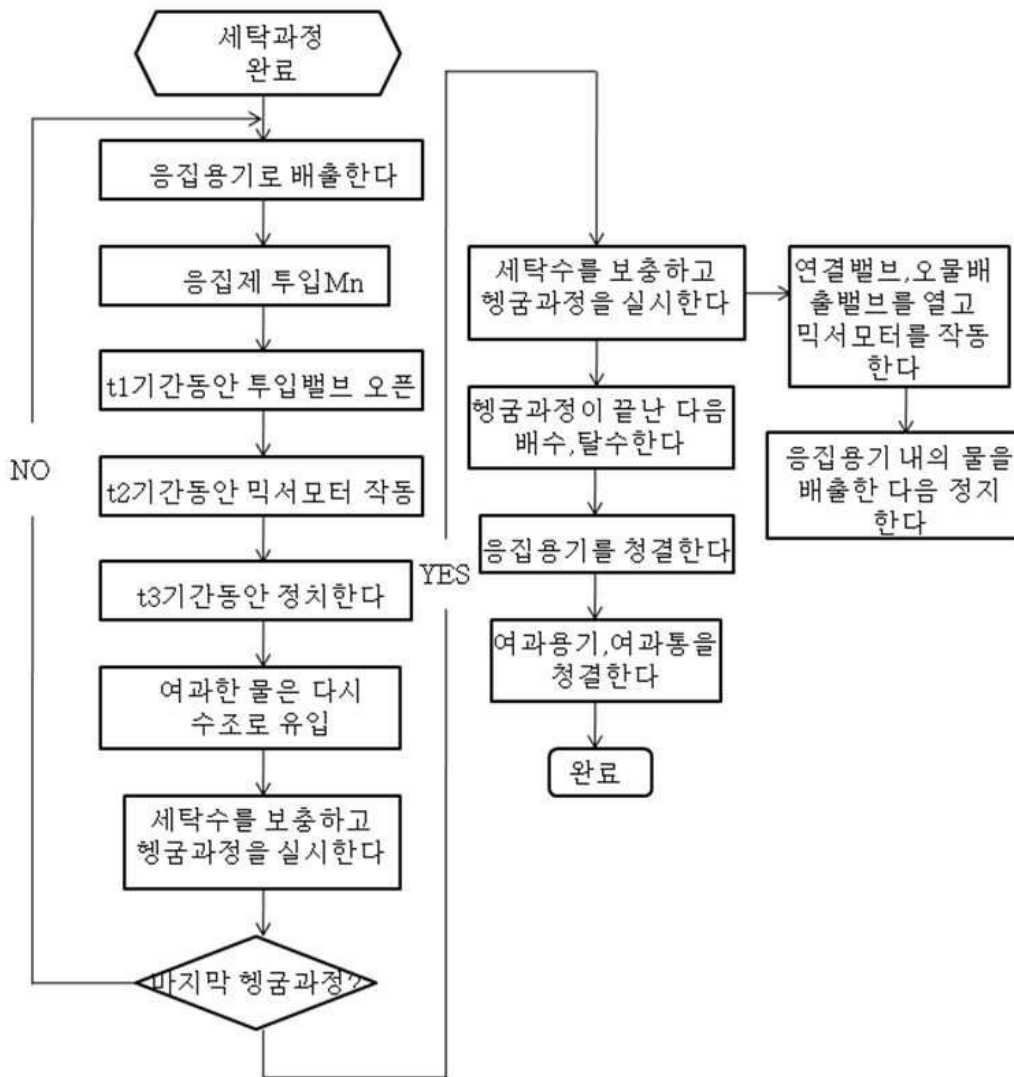 세탁과정
완료
응집용기로 배출한다
응집제 투입Mn
t1기간동안 투입밸브 오픈
t2기간동안 믹서모터 작동
t3기간동안 정치한다
여과한 물은 다시
수조로 유입
세탁수를 보충하고
헹굼과정을 실시한다
마지막 헹굼과정?
NO
YES
세탁수를 보충하고
헹굼과정을 실시한다
헹굼과정이 끝난 다음
배수,탈수한다
응집용기를 청결한다
여과용기,여과통을
청결한다
완료
연결밸브,오물배
출밸브를 열고
믹서모터를 작동
한다
응집용기 내의 물을
배출한 다음 정지
한다